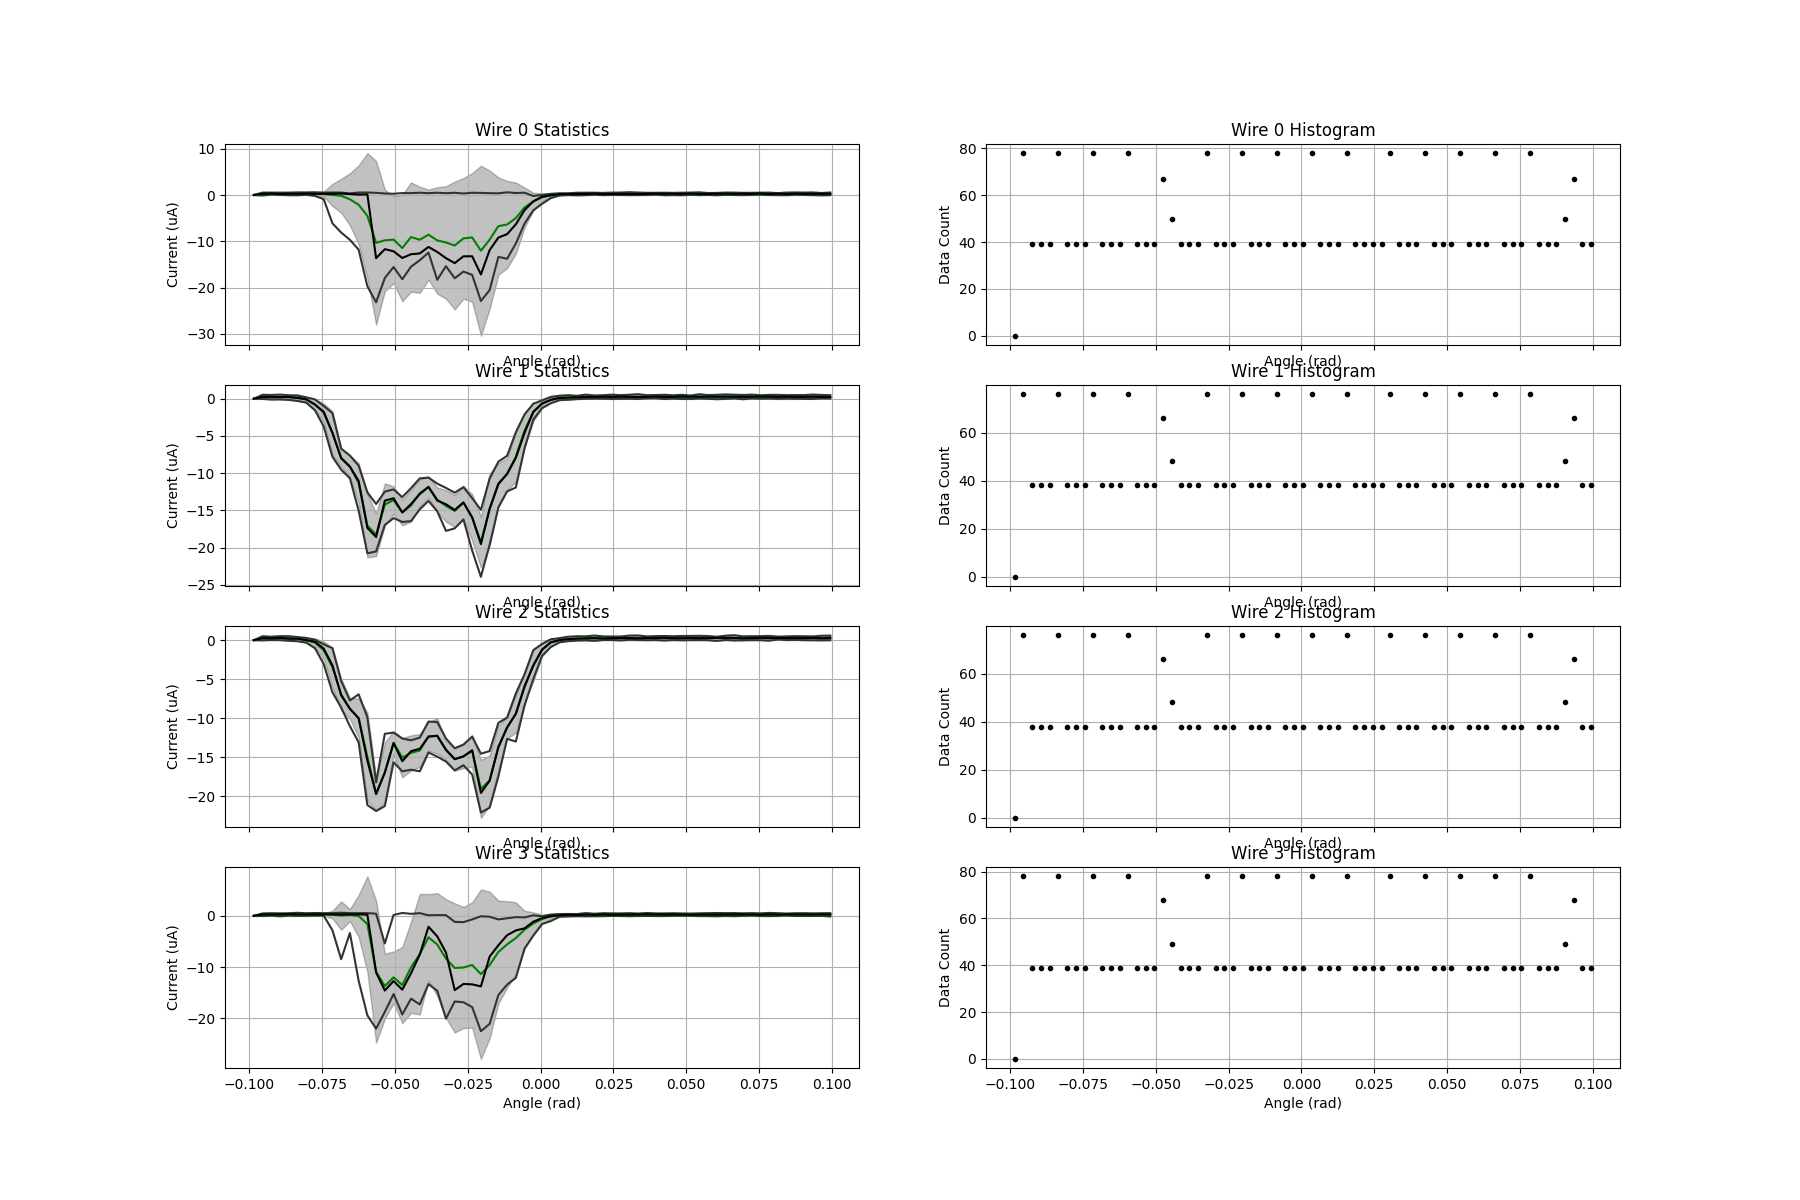 Wire 0 Statistics
Wire 0 Histogram
10
0
−10
−20
−30
Current (uA)
Angle (rad)
80
60
40
20
0
Data Count
Angle (rad)
Wire 1 Statistics
Wire 1 Histogram
0
−5
−10
−15
−20
−25
Current (uA)
Angle (rad)
60
40
20
0
Data Count
Angle (rad)
Wire 2 Statistics
Wire 2 Histogram
0
−5
−10
−15
−20
Current (uA)
Angle (rad)
60
40
20
0
Data Count
Angle (rad)
Wire 3 Statistics
Wire 3 Histogram
0
−10
−20
Current (uA)
−0.100 −0.075 −0.050 −0.025 0.000 0.025 0.050 0.075 0.100
Angle (rad)
80
60
40
20
0
Data Count
−0.100 −0.075 −0.050 −0.025 0.000 0.025 0.050 0.075 0.100
Angle (rad)